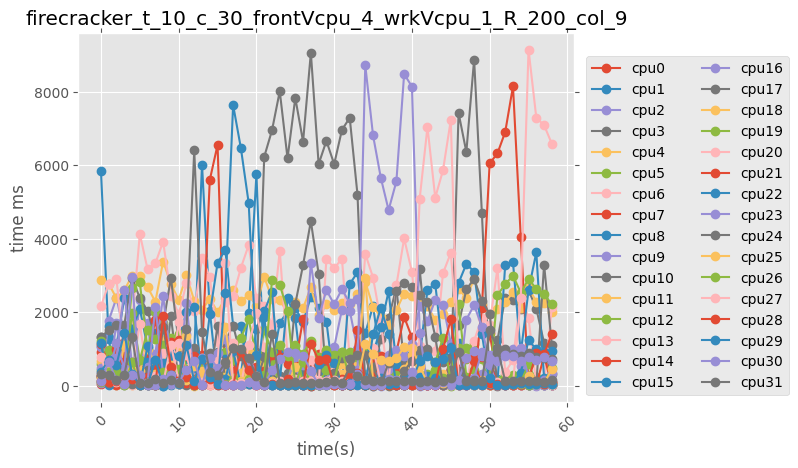 firecracker_t_10_c_30_frontVcpu_4_wrkVcpu_1_R_200_col_9
time ms
8000
6000
4000
2000
0
0
10
20
30
40
50
60
time(s)
cpu0
cpu1
cpu2
cpu3
cpu4
cpu5
cpu6
cpu7
cpu8
cpu9
cpu10
cpu11
cpu12
cpu13
cpu14
cpu15
cpu16
cpu17
cpu18
cpu19
cpu20
cpu21
cpu22
cpu23
cpu24
cpu25
cpu26
cpu27
cpu28
cpu29
cpu30
cpu31